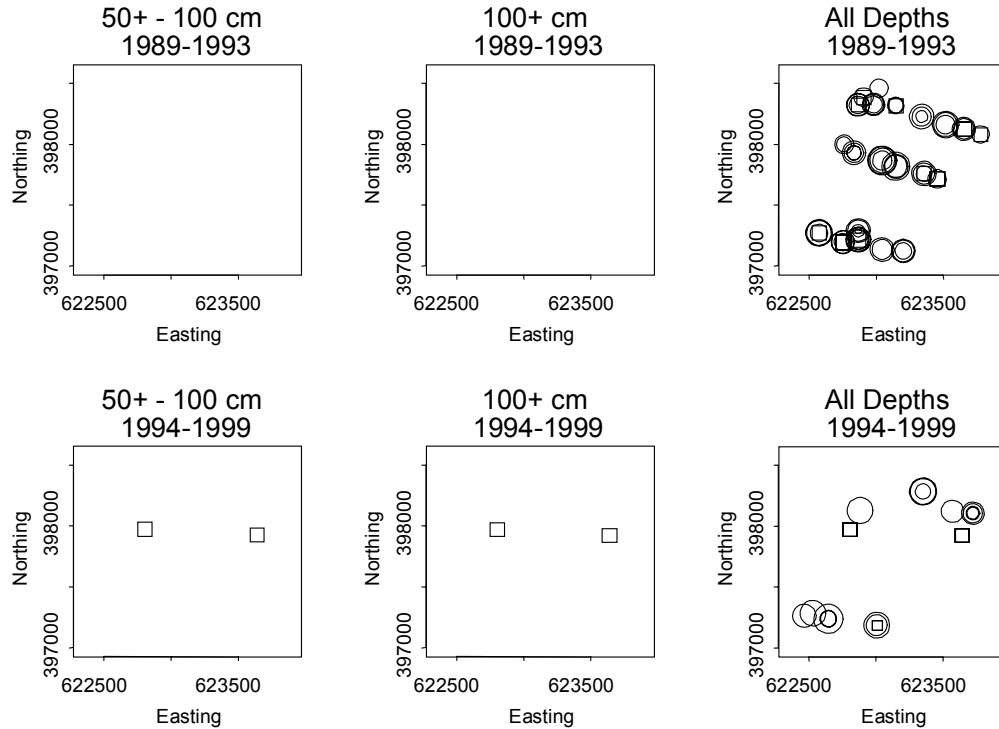 50+ - 100 cm
1989-1993
Northing
398000
397000
622500
623500
Easting
100+ cm
1989-1993
Northing
398000
397000
622500
623500
Easting
All Depths
1989-1993
Northing
398000
397000
622500
623500
Easting
50+ - 100 cm
1994-1999
Northing
398000
397000
622500
623500
Easting
100+ cm
1994-1999
Northing
398000
397000
622500
623500
Easting
All Depths
1994-1999
Northing
398000
397000
622500
623500
Easting